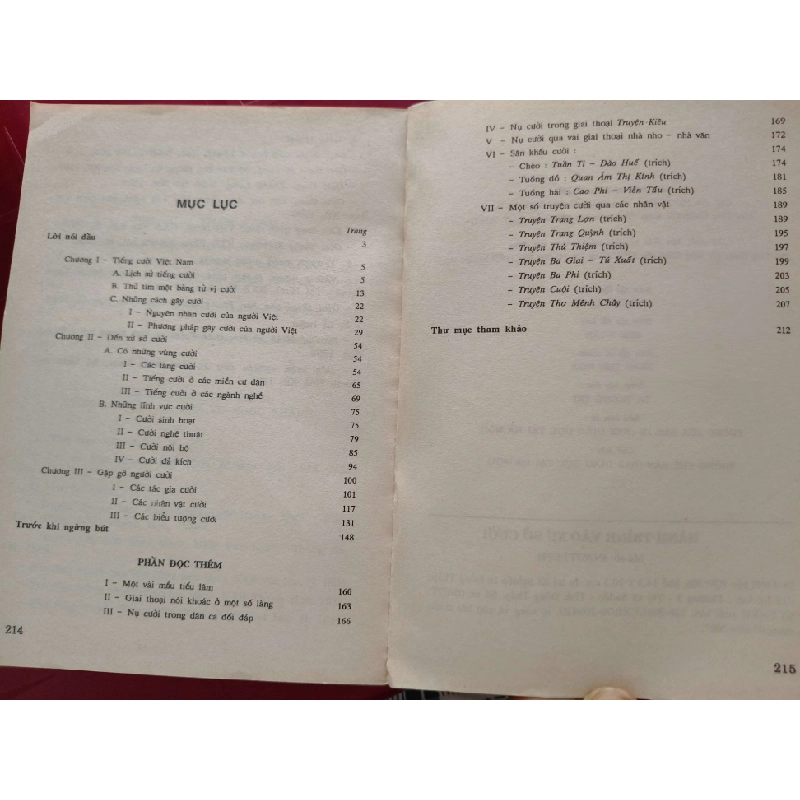 MỤC LỤC
Trang
Lời nói đầu 3
Chương I - Tiếng cười Việt Nam 5
A. Lịch sử tiếng cười 5
B. Thử tìm một bảng từ vị cười 13
C. Những cách gây cười 22
I - Nguyên nhân cười của người Việt 22
II - Phương pháp gây cười của người Việt 29
Chương II - Đến xứ sở cười 54
A. Có những vùng cười 54
I - Các tầng cười 54
II - Tiếng cười ở các miền cư dân 65
III - Tiếng cười ở các ngành nghề 69
B. Những lĩnh vực cười 75
I - Cười sinh hoạt 75
II - Cười nghệ thuật 79
III - Cười nội bộ 85
IV - Cười đả kích 94
Chương III - Gặp gỡ người cười 100
I - Các tác gia cười 101
II - Các nhân vật cười 117
III - Các biểu tượng cười 131
Trước khi ngừng bút 148
PHẦN ĐỌC THÊM
I - Một vài mẩu tiếu lâm 160
II - Giai thoại nói khoác ở một số làng 163
III - Nụ cười trong dân ca đối đáp 166
214
IV - Nụ cười trong giai thoại Truyện Kiều 169
V - Nụ cười qua vài giai thoại nhà nho - nhà văn 172
VI - Sân khấu cười : 174
- Chèo : Tuần Ti - Đào Huế (trích) 174
- Tuồng đồ : Quan Âm Thị Kính (trích) 181
- Tuồng hài : Cao Phi - Viên Tẩu (trích) 185
VII - Một số truyện cười qua các nhân vật 189
- Truyện Trạng Lợn (trích) 189
- Truyện Trạng Quỳnh (trích) 195
- Truyện Thủ Thiệm (trích) 197
- Truyện Ba Giai - Tú Xuất (trích) 199
- Truyện Ba Phi (trích) 203
- Truyện Cuội (trích) 205
- Truyện Thụ Mệnh Chây (trích) 207
Thư mục tham khảo 212
215